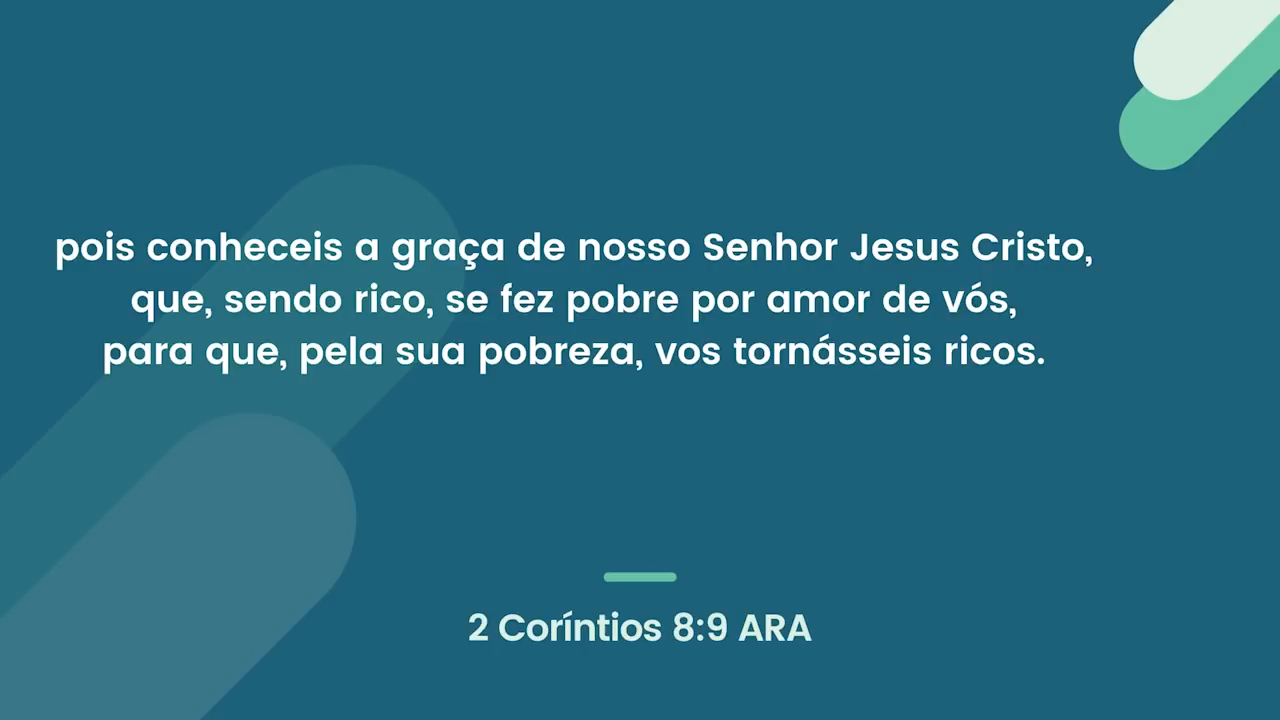 pois conheceis a graça de nosso Senhor Jesus Cristo,
que, sendo rico, se fez pobre por amor de vós,
para que, pela sua pobreza, vos tornásseis ricos.
2 Coríntios 8:9 ARA